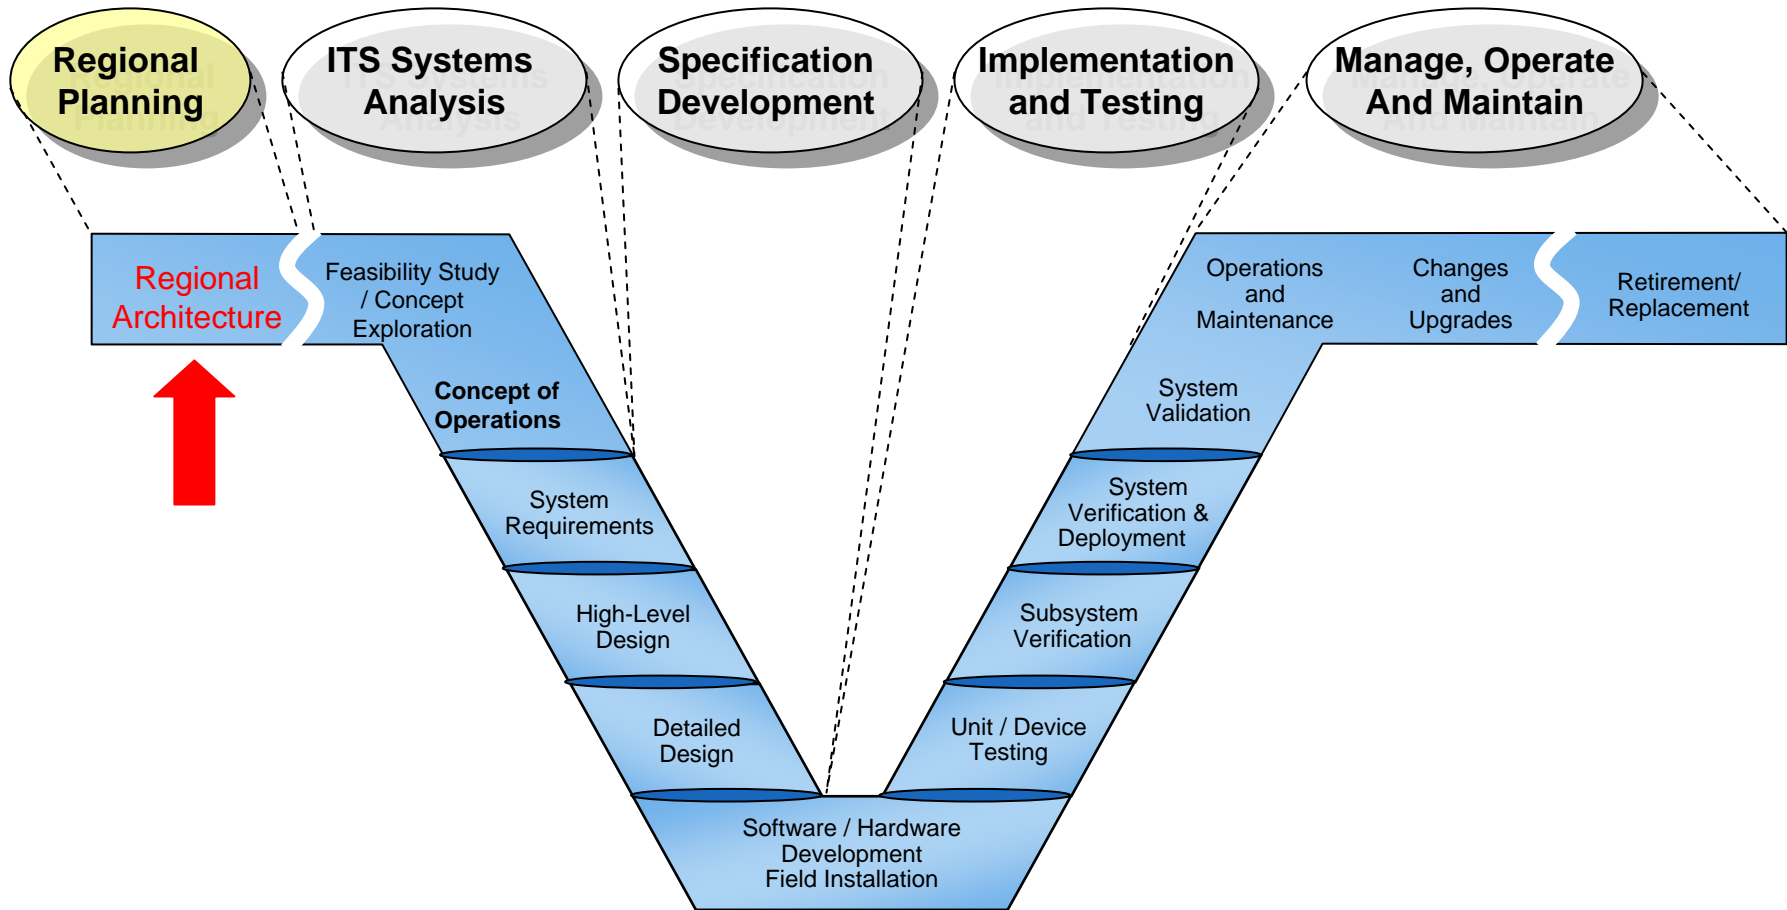 Regional
Planning
ITS Systems
Analysis
Specification
Development
Implementation
and Testing
Manage, Operate
And Maintain
Regional
Architecture
Feasibility Study
/ Concept
Exploration
Concept of
Operations
System
Requirements
High-Level
Design
Detailed
Design
Software / Hardware
Development
Field Installation
Unit / Device
Testing
Subsystem
Verification
System
Verification &
Deployment
System
Validation
Operations
and
Maintenance
Changes
and
Upgrades
Retirement/
Replacement